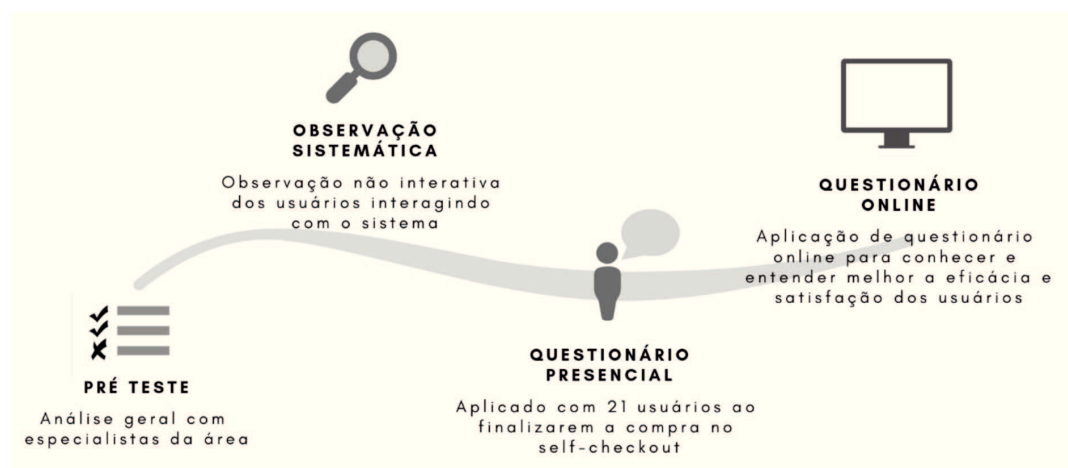 OBSERVAÇÃO
SISTEMÁTICA
Observação não interativa
dos usuários interagindo
com o sistema
QUESTIONÁRIO
ONLINE
Aplicação de questionário
online para conhecer e
entender melhor a eficácia e
satisfação dos usuários
PRÉ TESTE
Análise geral com
especialistas da área
QUESTIONÁRIO
PRESENCIAL
Aplicado com 21 usuários ao
finalizarem a compra no
self-checkout